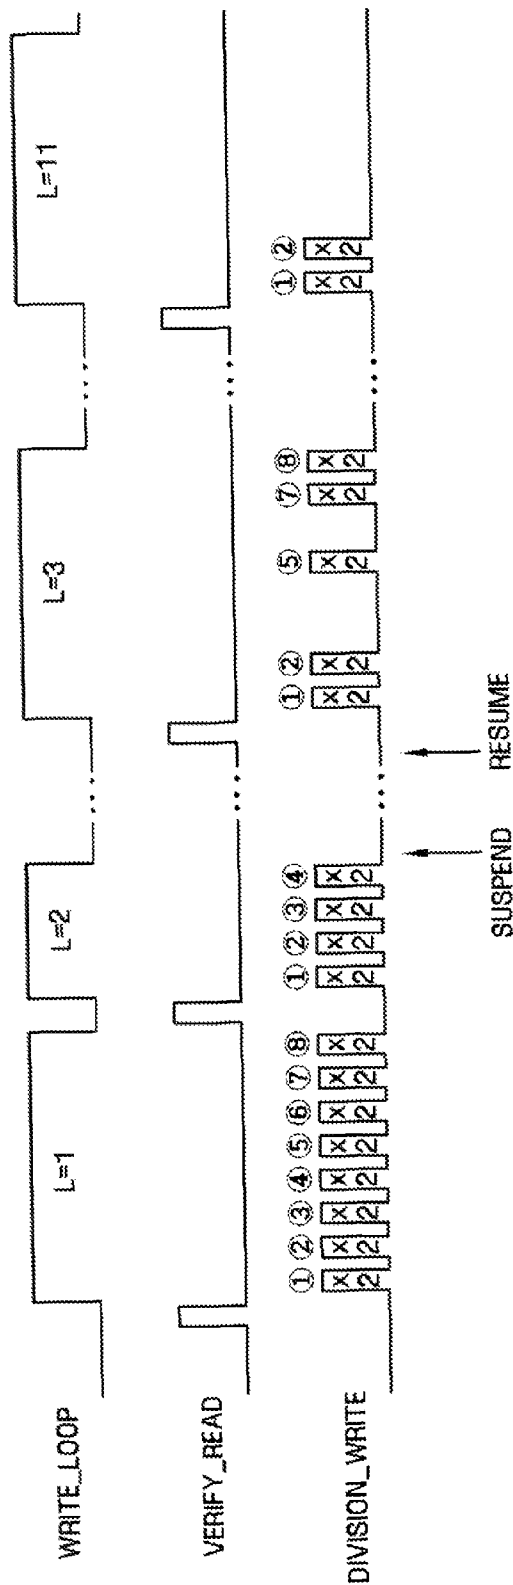 WRITE_LOOP
L=1
L=2
L=3
L=11
...
...
VERIFY_READ
...
...
DIVISION_WRITE
① ② ③ ④ ⑤ ⑥ ⑦ ⑧ ① ② ③ ④ ① ② ⑤ ⑦ ⑧ ① ②
X X X X X X X X X X X X X X X X X X X
2 2 2 2 2 2 2 2 2 2 2 2 2 2 2 2 2 2 2
...
...
SUSPEND
RESUME